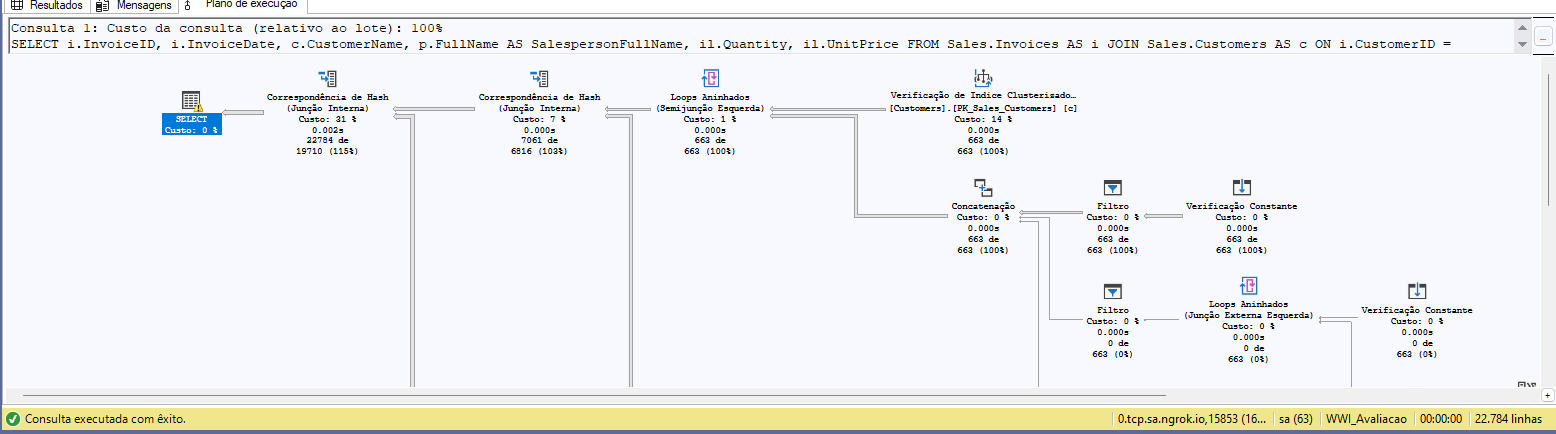 Resultados Mensagens Plano de execução
Consulta 1: Custo da consulta (relativo ao lote): 100%
SELECT i.InvoiceID, i.InvoiceDate, c.CustomerName, p.FullName AS SalespersonFullName, il.Quantity, il.UnitPrice FROM Sales.Invoices AS i JOIN Sales.Customers AS c ON i.CustomerID =
...
SELECT
Custo: 0 %
Correspondência de Hash
(Junção Interna)
Custo: 31 %
0.002s
22784 de
19710 (115%)
Correspondência de Hash
(Junção Interna)
Custo: 7 %
0.000s
7061 de
6816 (103%)
Loops Aninhados
(Semijunção Esquerda)
Custo: 1 %
0.000s
663 de
663 (100%)
Verificação de Índice Clusterizado…
[Customers].[PK_Sales_Customers] [c]
Custo: 14 %
0.000s
663 de
663 (100%)
Concatenação
Custo: 0 %
0.000s
663 de
663 (100%)
Filtro
Custo: 0 %
0.000s
663 de
663 (100%)
Verificação Constante
Custo: 0 %
0.000s
663 de
663 (100%)
Filtro
Custo: 0 %
0.000s
0 de
663 (0%)
Loops Aninhados
(Junção Externa Esquerda)
Custo: 0 %
0.000s
0 de
663 (0%)
Verificação Constante
Custo: 0 %
0.000s
0 de
663 (0%)
Consulta executada com êxito.
0.tcp.sa.ngrok.io,15853 (16... sa (63) WWI_Avaliacao 00:00:00 22.784 linhas